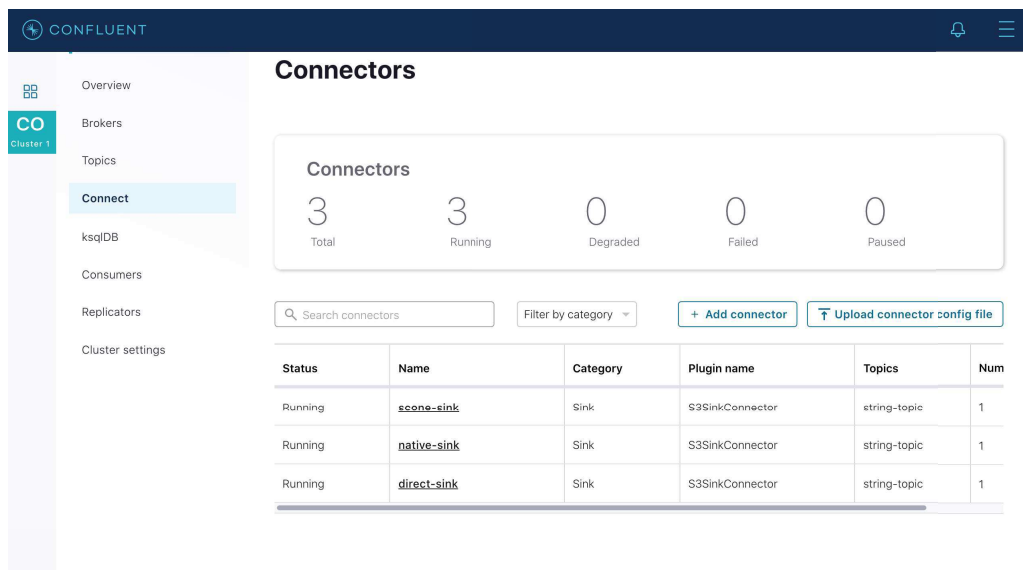 CONFLUENT
Connectors
Overview
CO
Cluster 1
Brokers
Topics
Connect
ksqlDB
Consumers
Replicators
Cluster settings
Connectors
3 3 0 0 0
Total Running Degraded Failed Paused
Search connectors Filter by category + Add connector Upload connector config file
Status Name Category Plugin name Topics Num
Running scone-sink Sink S3SinkConnector string-topic 1
Running native-sink Sink S3SinkConnector string-topic 1
Running direct-sink Sink S3SinkConnector string-topic 1